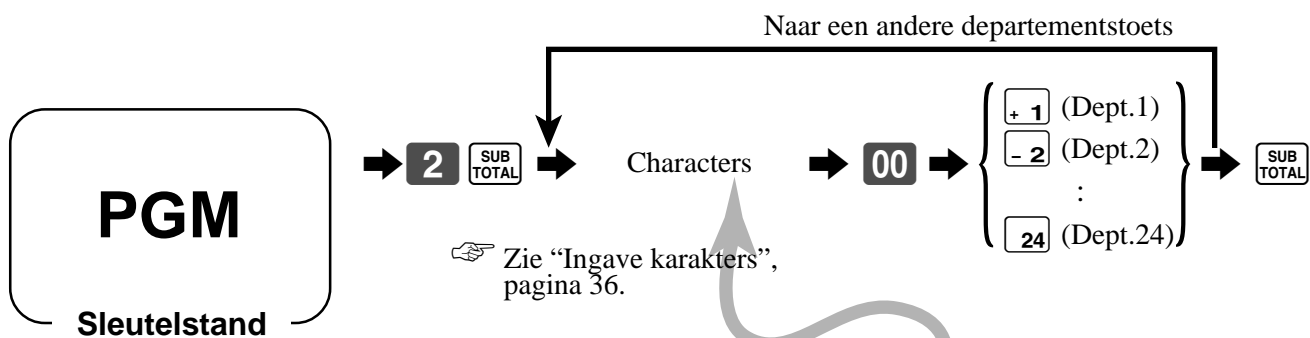 Naar een andere departementstoets
PGM
Sleutelstand
2 SUB TOTAL Characters 00
+ 1 (Dept.1)
- 2 (Dept.2)
:
24 (Dept.24)
SUB TOTAL
☞ Zie “Ingave karakters”,
pagina 36.